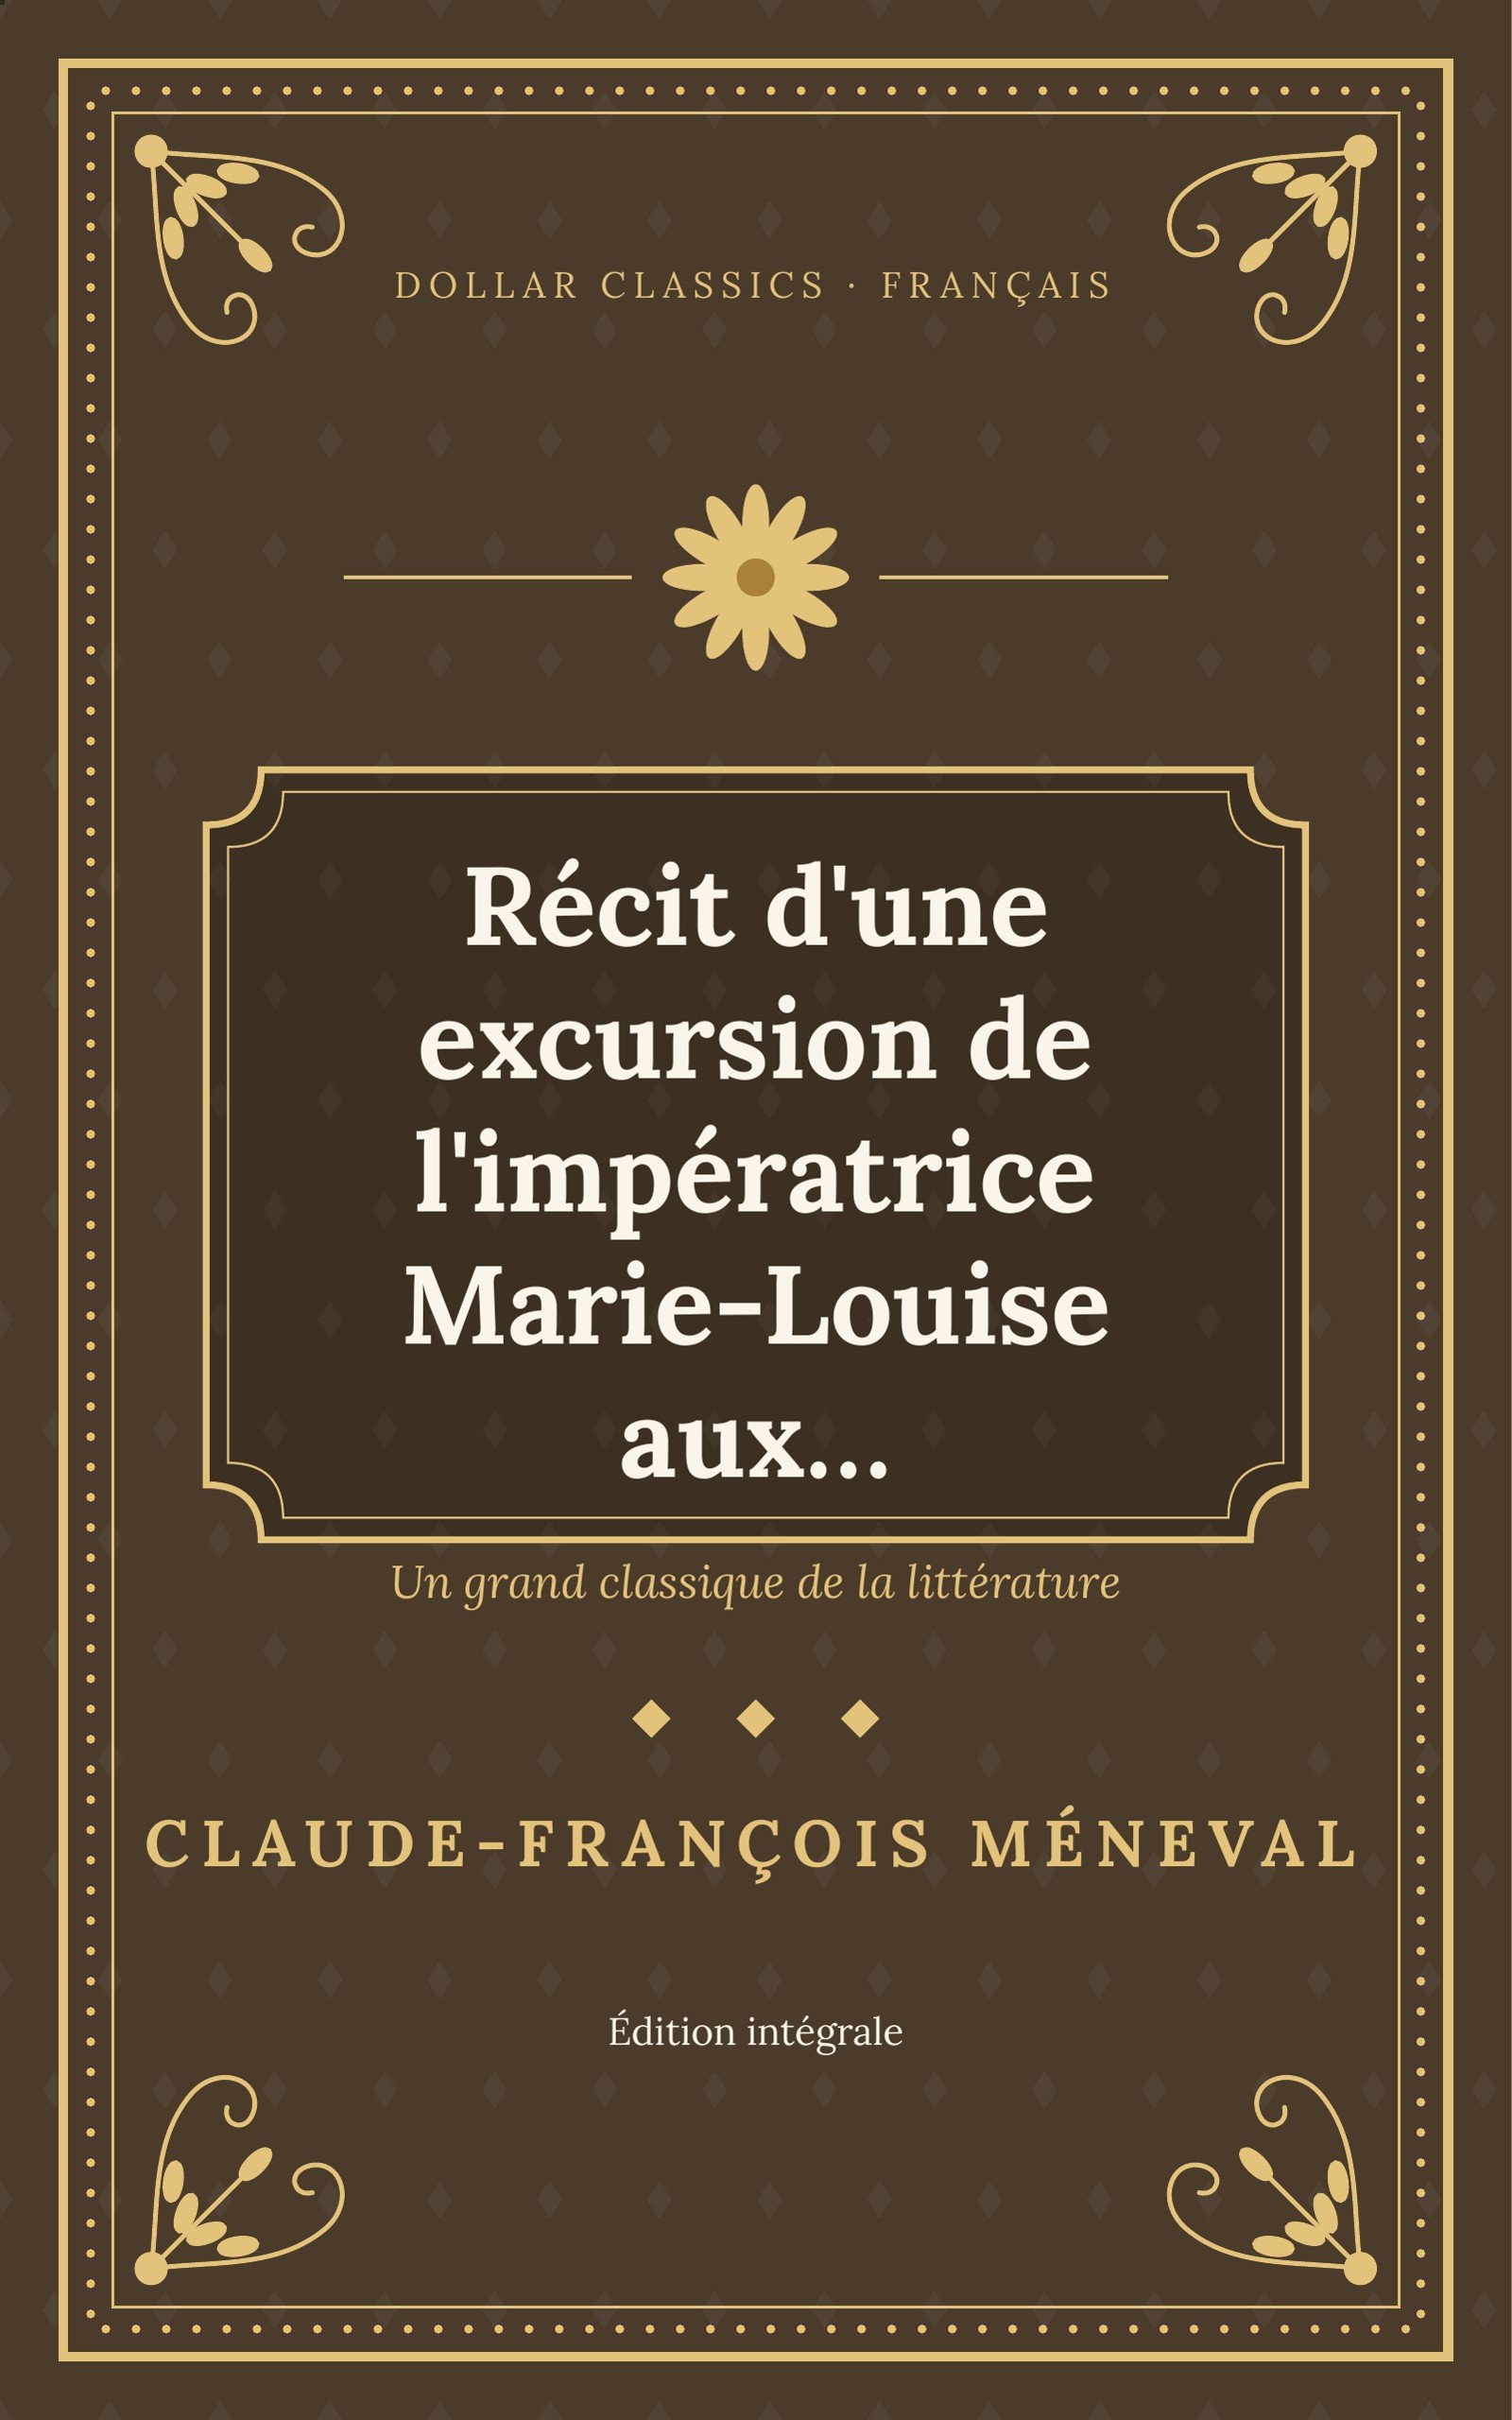 DOLLAR CLASSICS · FRANÇAIS
Récit d'une
excursion de
l'impératrice
Marie-Louise
aux...
Un grand classique de la littérature
CLAUDE-FRANÇOIS MÉNEVAL
Édition intégrale